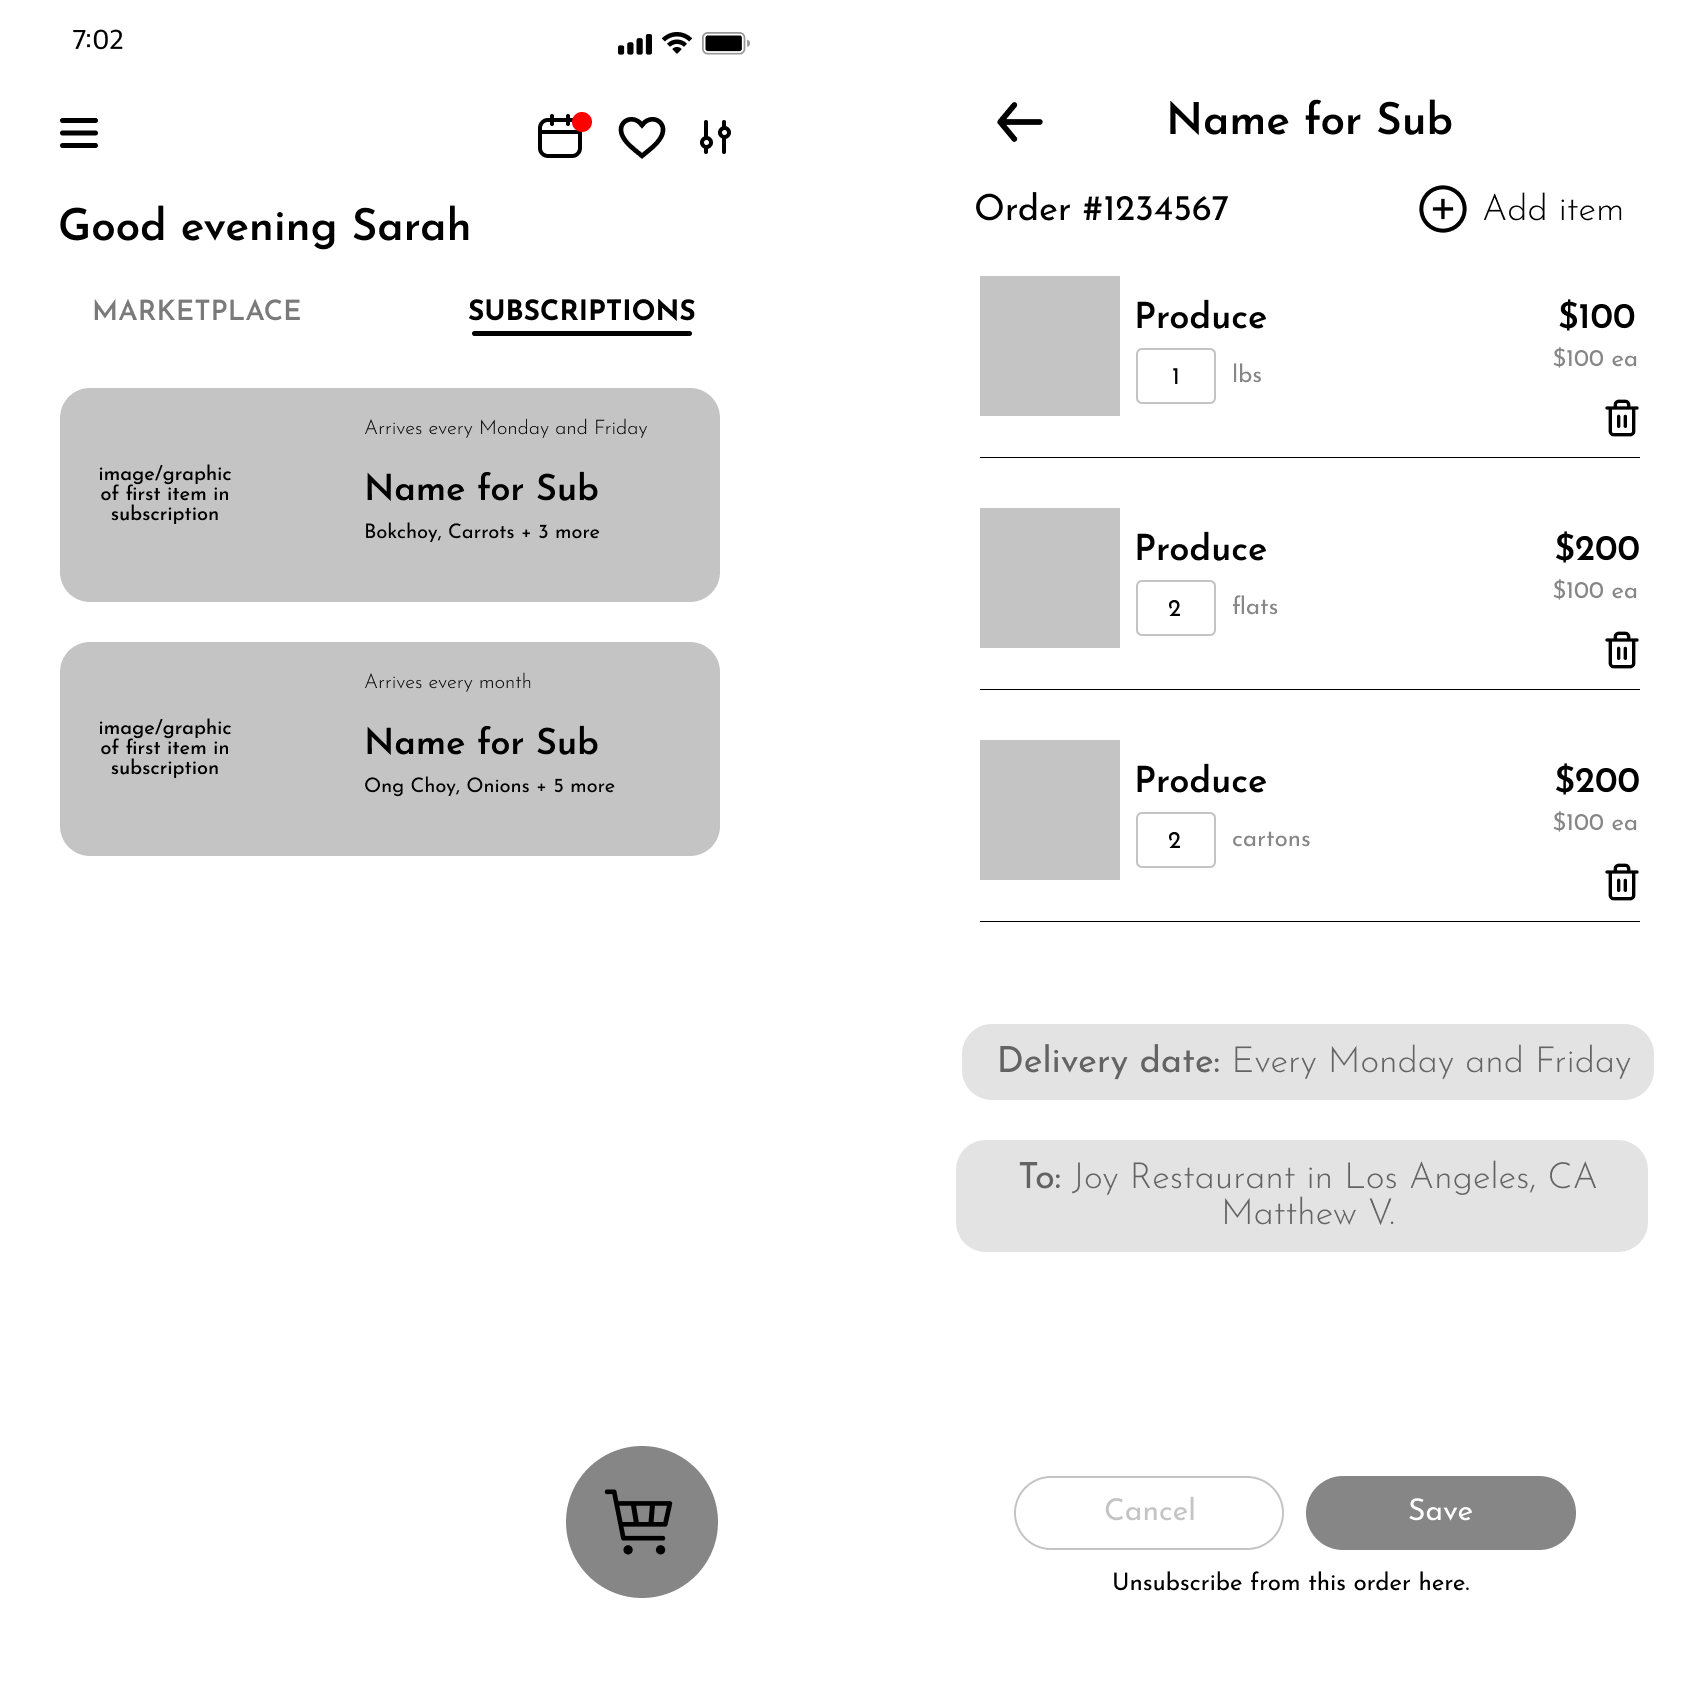 7:02
Good evening Sarah
MARKETPLACE
SUBSCRIPTIONS
Arrives every Monday and Friday
image/graphic
of first item in
subscription
Name for Sub
Bokchoy, Carrots + 3 more
Arrives every month
image/graphic
of first item in
subscription
Name for Sub
Ong Choy, Onions + 5 more
Name for Sub
Order #1234567
Add item
Produce
$100
1 lbs
$100 ea
Produce
$200
2 flats
$100 ea
Produce
$200
2 cartons
$100 ea
Delivery date: Every Monday and Friday
To: Joy Restaurant in Los Angeles, CA
Matthew V.
Cancel
Save
Unsubscribe from this order here.